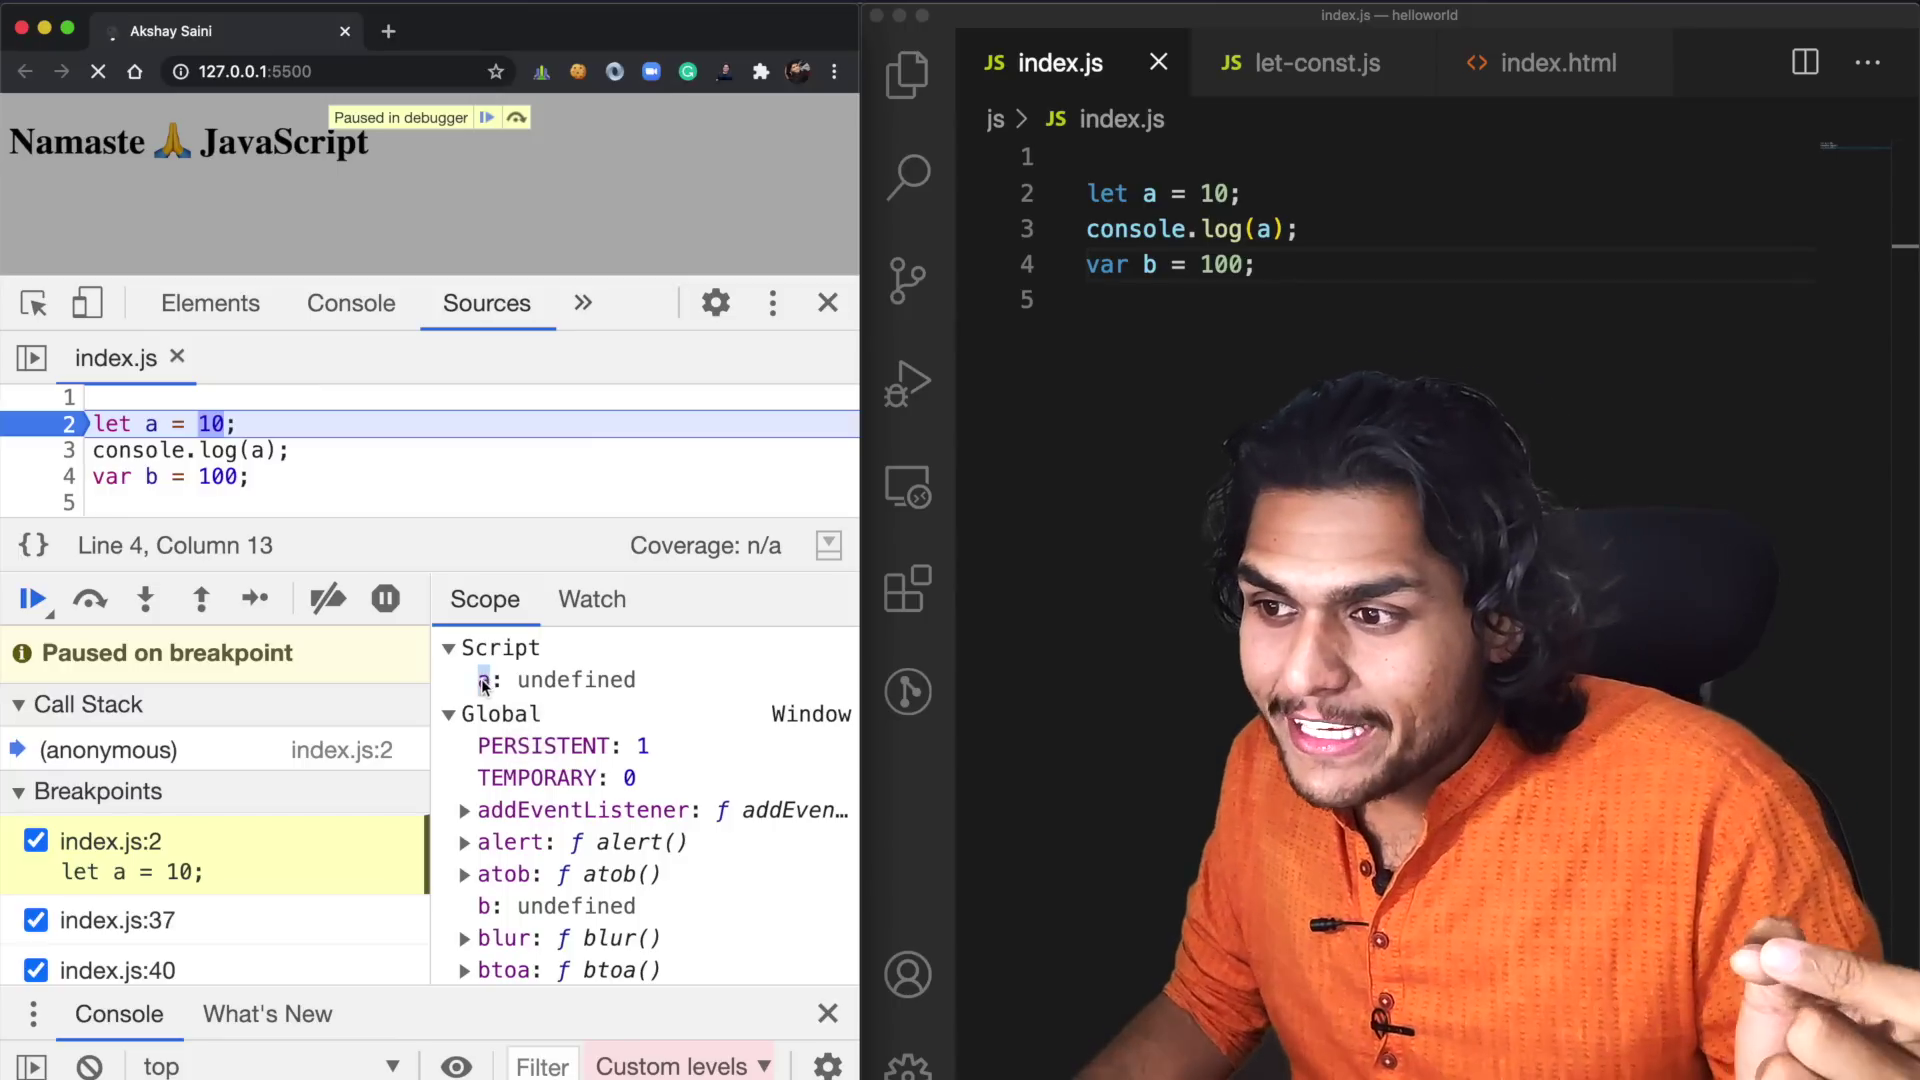 Akshay Saini
127.0.0.1:5500
Paused in debugger
Namaste 🙏 JavaScript
Elements Console Sources
index.js
1
2 let a = 10;
3 console.log(a);
4 var b = 100;
5
{} Line 4, Column 13 Coverage: n/a
Scope Watch
Paused on breakpoint
Call Stack
(anonymous) index.js:2
Breakpoints
index.js:2
let a = 10;
index.js:37
index.js:40
Script
a: undefined
Global Window
PERSISTENT: 1
TEMPORARY: 0
addEventListener: ƒ addEven…
alert: ƒ alert()
atob: ƒ atob()
b: undefined
blur: ƒ blur()
btoa: ƒ btoa()
Console What's New
top Filter Custom levels
index.js — helloworld
JS index.js JS let-const.js <> index.html
js > JS index.js
1
2 let a = 10;
3 console.log(a);
4 var b = 100;
5